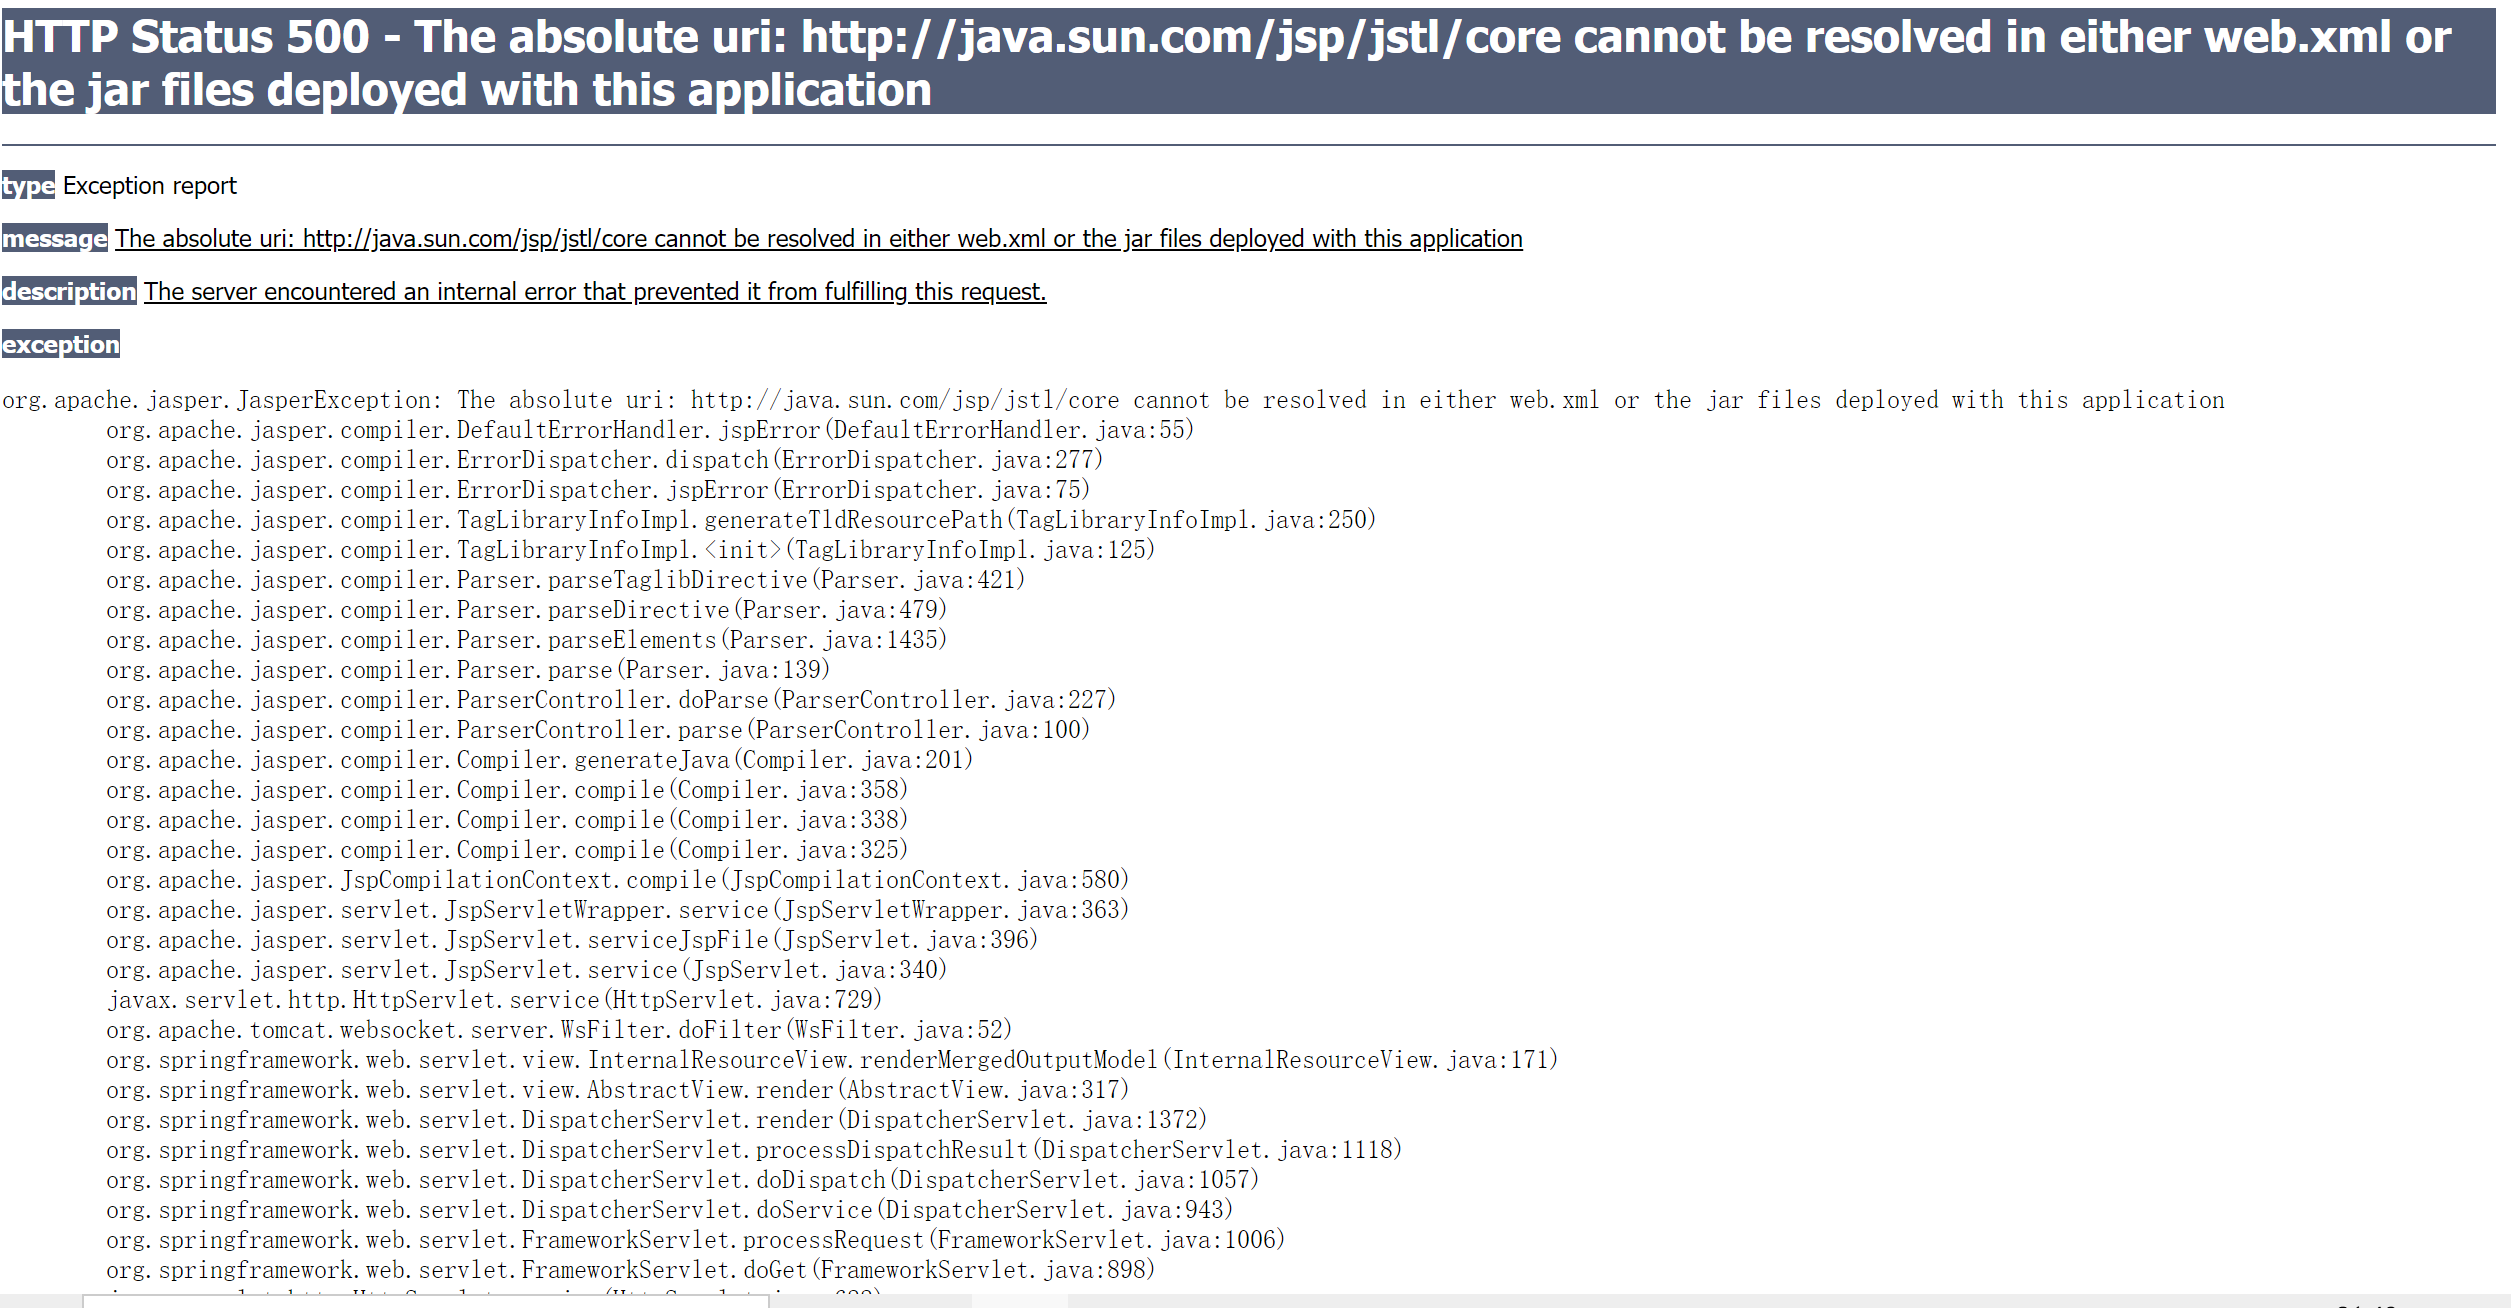 HTTP Status 500 - The absolute uri: http://java.sun.com/jsp/jstl/core cannot be resolved in either web.xml or
the jar files deployed with this application
type Exception report
message The absolute uri: http://java.sun.com/jsp/jstl/core cannot be resolved in either web.xml or the jar files deployed with this application
description The server encountered an internal error that prevented it from fulfilling this request.
exception
org.apache.jasper.JasperException: The absolute uri: http://java.sun.com/jsp/jstl/core cannot be resolved in either web.xml or the jar files deployed with this application
org.apache.jasper.compiler.DefaultErrorHandler.jspError(DefaultErrorHandler.java:55)
org.apache.jasper.compiler.ErrorDispatcher.dispatch(ErrorDispatcher.java:277)
org.apache.jasper.compiler.ErrorDispatcher.jspError(ErrorDispatcher.java:75)
org.apache.jasper.compiler.TagLibraryInfoImpl.generateTldResourcePath(TagLibraryInfoImpl.java:250)
org.apache.jasper.compiler.TagLibraryInfoImpl.<init>(TagLibraryInfoImpl.java:125)
org.apache.jasper.compiler.Parser.parseTaglibDirective(Parser.java:421)
org.apache.jasper.compiler.Parser.parseDirective(Parser.java:479)
org.apache.jasper.compiler.Parser.parseElements(Parser.java:1435)
org.apache.jasper.compiler.Parser.parse(Parser.java:139)
org.apache.jasper.compiler.ParserController.doParse(ParserController.java:227)
org.apache.jasper.compiler.ParserController.parse(ParserController.java:100)
org.apache.jasper.compiler.Compiler.generateJava(Compiler.java:201)
org.apache.jasper.compiler.Compiler.compile(Compiler.java:358)
org.apache.jasper.compiler.Compiler.compile(Compiler.java:338)
org.apache.jasper.compiler.Compiler.compile(Compiler.java:325)
org.apache.jasper.JspCompilationContext.compile(JspCompilationContext.java:580)
org.apache.jasper.servlet.JspServletWrapper.service(JspServletWrapper.java:363)
org.apache.jasper.servlet.JspServlet.serviceJspFile(JspServlet.java:396)
org.apache.jasper.servlet.JspServlet.service(JspServlet.java:340)
javax.servlet.http.HttpServlet.service(HttpServlet.java:729)
org.apache.tomcat.websocket.server.WsFilter.doFilter(WsFilter.java:52)
org.springframework.web.servlet.view.InternalResourceView.renderMergedOutputModel(InternalResourceView.java:171)
org.springframework.web.servlet.view.AbstractView.render(AbstractView.java:317)
org.springframework.web.servlet.DispatcherServlet.render(DispatcherServlet.java:1372)
org.springframework.web.servlet.DispatcherServlet.processDispatchResult(DispatcherServlet.java:1118)
org.springframework.web.servlet.DispatcherServlet.doDispatch(DispatcherServlet.java:1057)
org.springframework.web.servlet.DispatcherServlet.doService(DispatcherServlet.java:943)
org.springframework.web.servlet.FrameworkServlet.processRequest(FrameworkServlet.java:1006)
org.springframework.web.servlet.FrameworkServlet.doGet(FrameworkServlet.java:898)